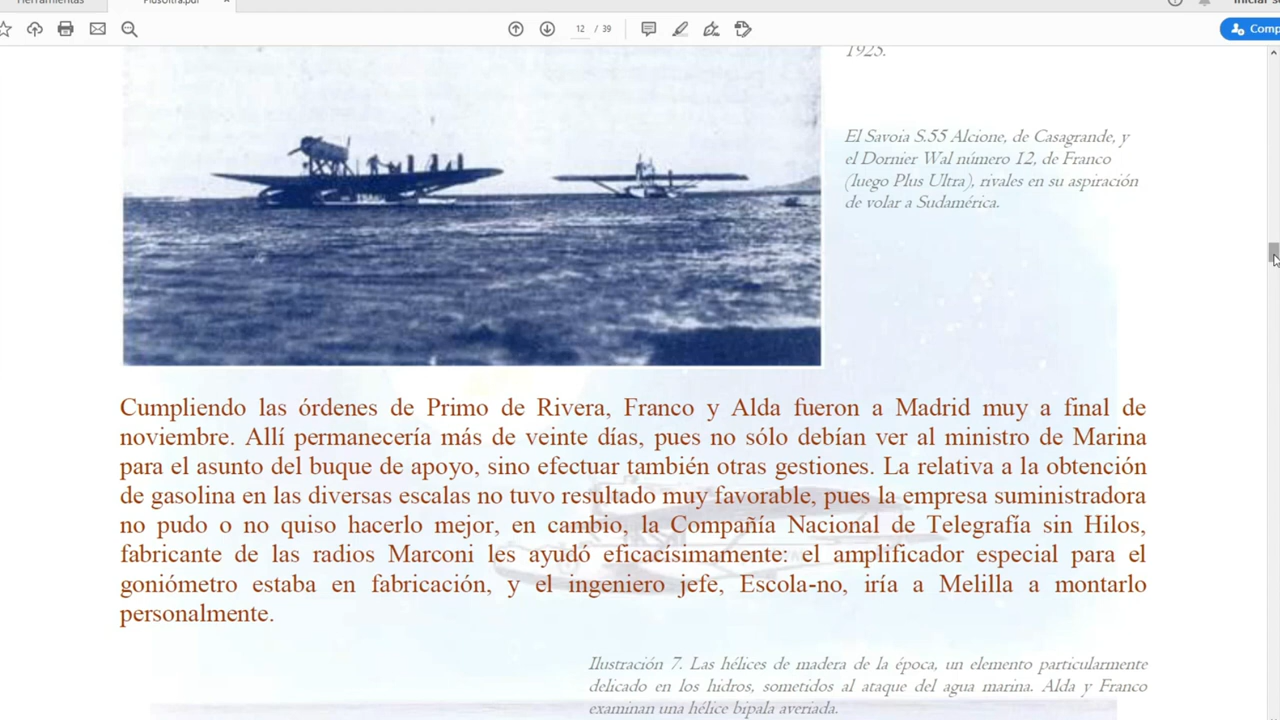 Herramientas
PlusUltra.pdf
×
Iniciar
12 / 39
Comp
1925.
El Savoia S.55 Alcione, de Casagrande, y
el Dornier Wal número 12, de Franco
(luego Plus Ultra), rivales en su aspiración
de volar a Sudamérica.
Cumpliendo las órdenes de Primo de Rivera, Franco y Alda fueron a Madrid muy a final de
noviembre. Allí permanecería más de veinte días, pues no sólo debían ver al ministro de Marina
para el asunto del buque de apoyo, sino efectuar también otras gestiones. La relativa a la obtención
de gasolina en las diversas escalas no tuvo resultado muy favorable, pues la empresa suministradora
no pudo o no quiso hacerlo mejor, en cambio, la Compañía Nacional de Telegrafía sin Hilos,
fabricante de las radios Marconi les ayudó eficacísimamente: el amplificador especial para el
goniómetro estaba en fabricación, y el ingeniero jefe, Escola-no, iría a Melilla a montarlo
personalmente.
Ilustración 7. Las hélices de madera de la época, un elemento particularmente
delicado en los hidros, sometidos al ataque del agua marina. Alda y Franco
examinan una hélice bipala averiada.